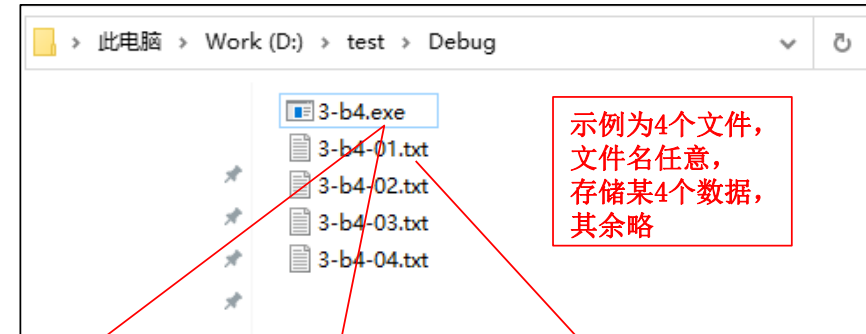 此电脑 > Work (D:) > test > Debug
3-b4.exe
3-b4-01.txt
3-b4-02.txt
3-b4-03.txt
3-b4-04.txt
示例为4个文件，
文件名任意，
存储某4个数据，
其余略